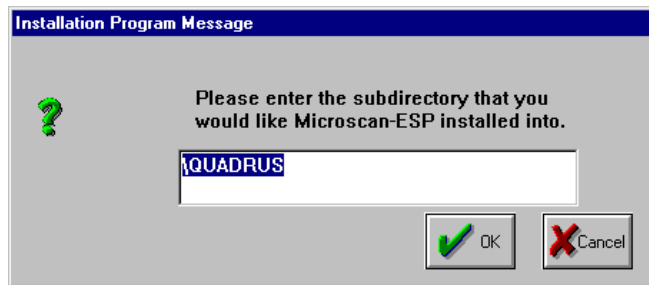 Installation Program Message
Please enter the subdirectory that you
would like Microscan-ESP installed into.
\QUADRUS
OK
Cancel